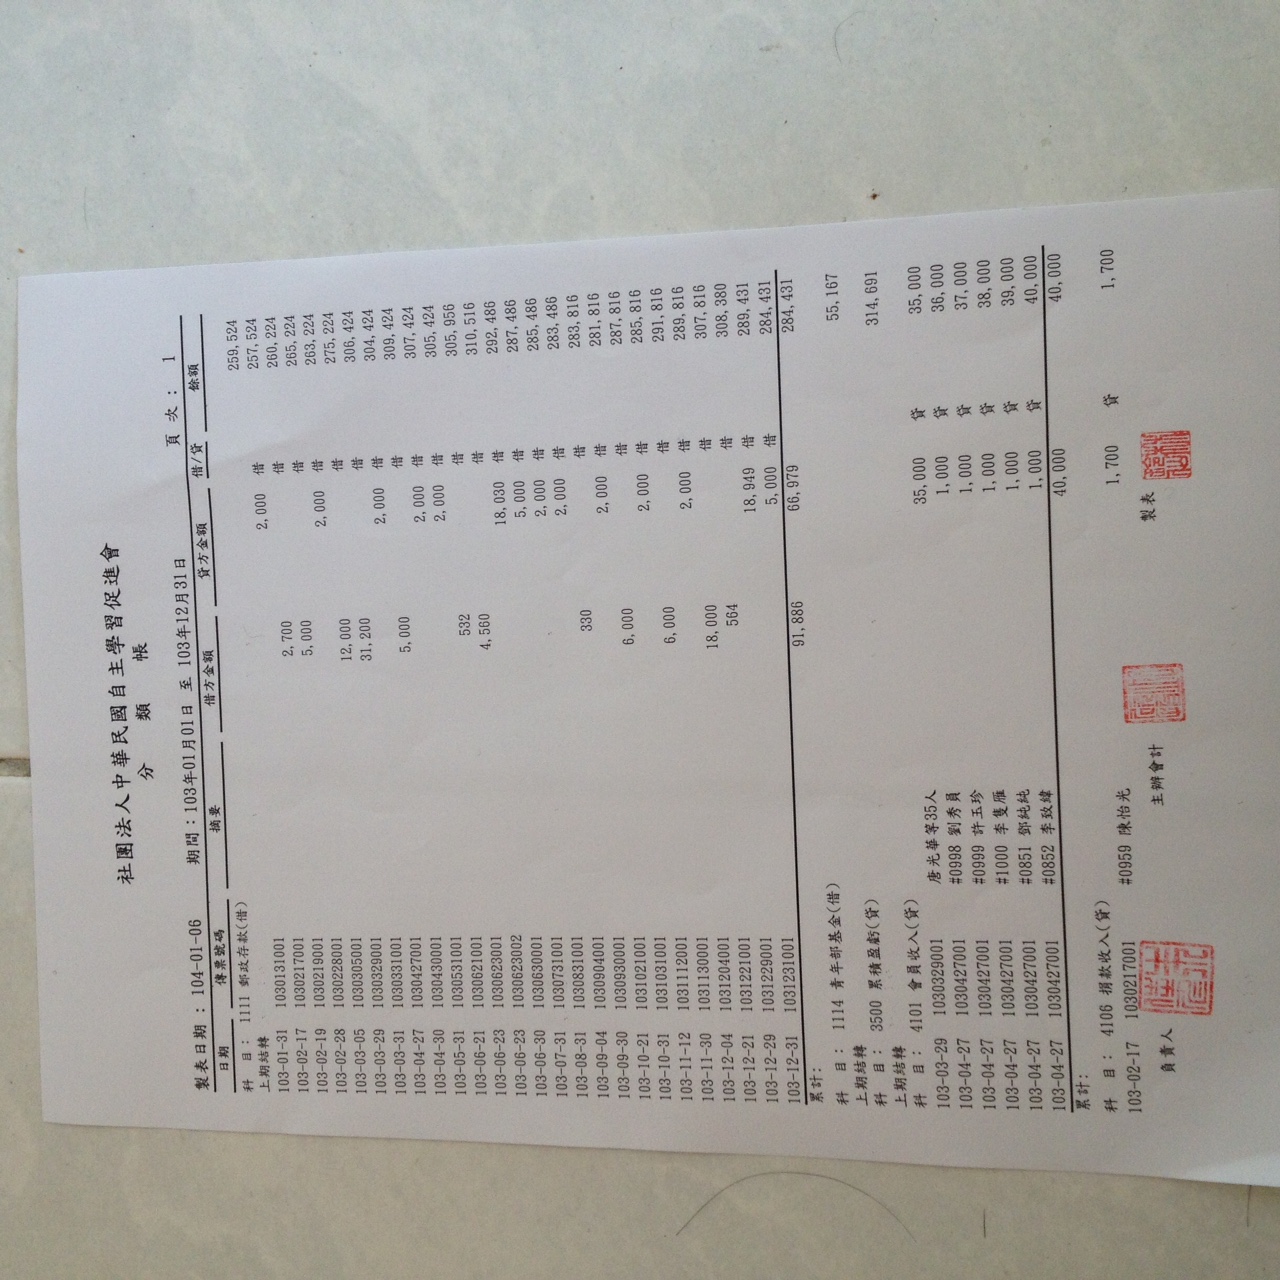 社團法人中華民國自主學習促進會
分 類 帳
製表日期 : 104-01-06 期間：103年01月01日 至 103年12月31日 頁 次 : 1
日期 傳票號碼 摘要 借方金額 貸方金額 借/貸 餘額
科 目： 1111 郵政存款(借)
上期結轉 259,524
103-01-31 1030131001 2,000 借 257,524
103-02-17 1030217001 2,700 借 260,224
103-02-19 1030219001 5,000 借 265,224
103-02-28 1030228001 2,000 借 263,224
103-03-05 1030305001 12,000 借 275,224
103-03-29 1030329001 31,200 借 306,424
103-03-31 1030331001 2,000 借 304,424
103-04-27 1030427001 5,000 借 309,424
103-04-30 1030430001 2,000 借 307,424
103-05-31 1030531001 2,000 借 305,424
103-06-21 1030621001 532 借 305,956
103-06-23 1030623001 4,560 借 310,516
103-06-23 1030623002 18,030 借 292,486
103-06-30 1030630001 5,000 借 287,486
103-07-31 1030731001 2,000 借 285,486
103-08-31 1030831001 2,000 借 283,486
103-09-04 1030904001 330 借 283,816
103-09-30 1030930001 2,000 借 281,816
103-10-21 1031021001 6,000 借 287,816
103-10-31 1031031001 2,000 借 285,816
103-11-12 1031112001 6,000 借 291,816
103-11-30 1031130001 2,000 借 289,816
103-12-04 1031204001 18,000 借 307,816
103-12-21 1031221001 564 借 308,380
103-12-29 1031229001 18,949 借 289,431
103-12-31 1031231001 5,000 借 284,431
累計: 91,886 66,979 284,431
科 目： 1114 青年部基金(借)
上期結轉 55,167
科 目： 3500 累積盈虧(貸)
上期結轉 314,691
科 目： 4101 會員收入(貸)
103-03-29 1030329001 唐光華等35人 35,000 貸 35,000
103-04-27 1030427001 #0998 劉秀員 1,000 貸 36,000
103-04-27 1030427001 #0999 許玉珍 1,000 貸 37,000
103-04-27 1030427001 #1000 李隻雁 1,000 貸 38,000
103-04-27 1030427001 #0851 鄧純純 1,000 貸 39,000
103-04-27 1030427001 #0852 李致緯 1,000 貸 40,000
累計: 40,000 40,000
科 目： 4106 捐款收入(貸)
103-02-17 1030217001 #0959 陳怡光 1,700 貸 1,700
負責人 主辦會計 製表